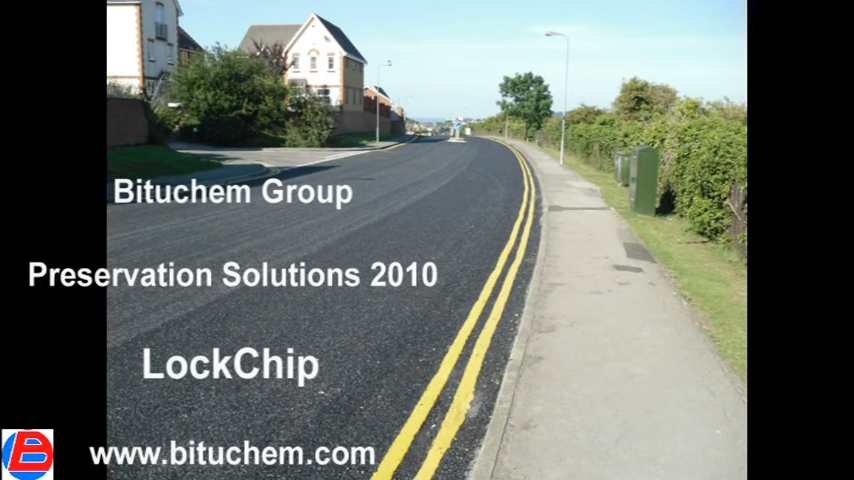 Bituchem Group
Preservation Solutions 2010
LockChip
www.bituchem.com